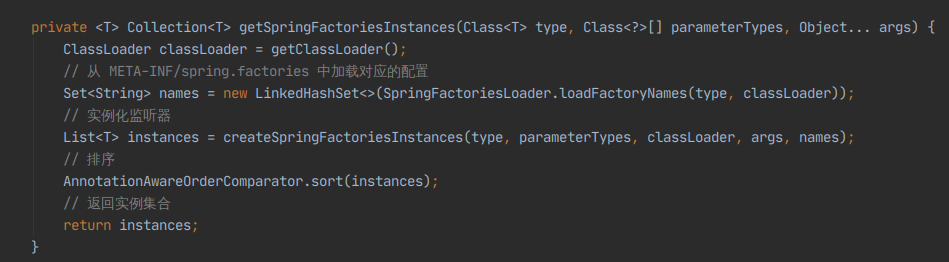 private <T> Collection<T> getSpringFactoriesInstances(Class<T> type, Class<?>[] parameterTypes, Object... args) {
ClassLoader classLoader = getClassLoader();
// 从 META-INF/spring.factories 中加载对应的配置
Set<String> names = new LinkedHashSet<>(SpringFactoriesLoader.loadFactoryNames(type, classLoader));
// 实例化监听器
List<T> instances = createSpringFactoriesInstances(type, parameterTypes, classLoader, args, names);
// 排序
AnnotationAwareOrderComparator.sort(instances);
// 返回实例集合
return instances;
}